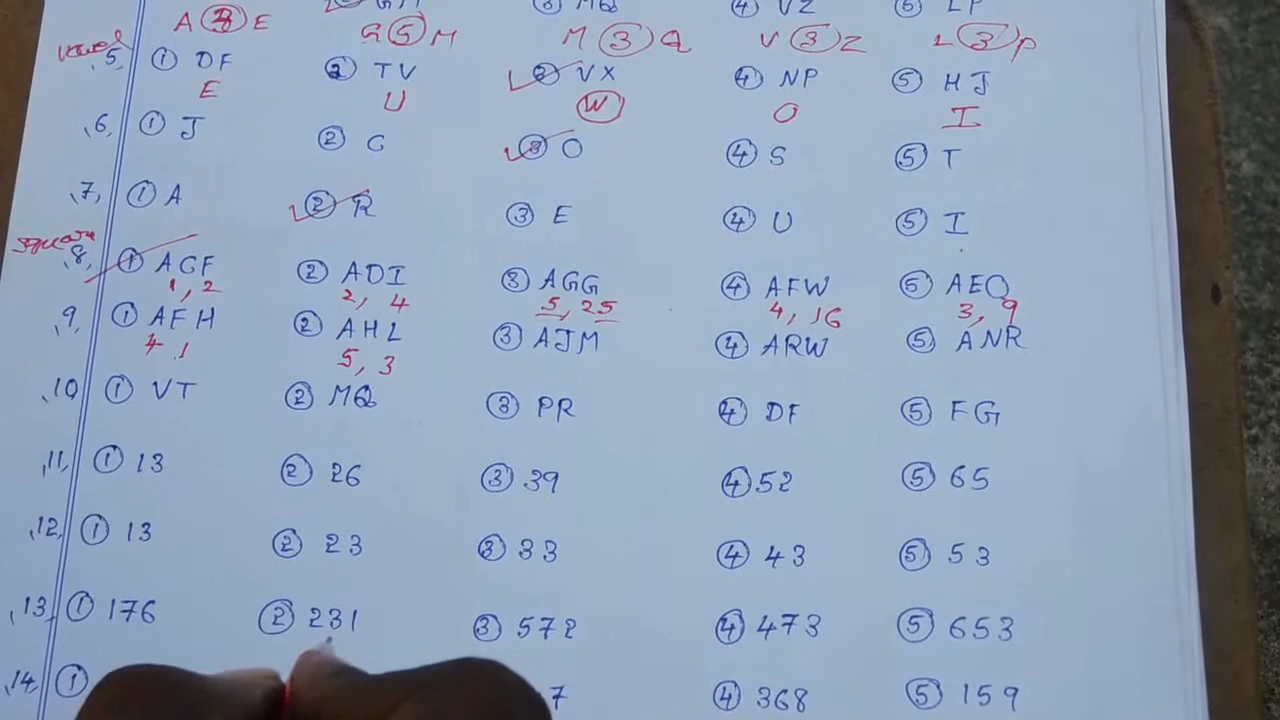 ④ VZ ⑤ LP
A ③ E G ⑤ M M ③ Q V ③ Z L ③ P
vowel
5, ① DF ② TV ③ VX ④ NP ⑤ HJ
E U W O I
6, ① J ② G ③ O ④ S ⑤ T
7, ① A ② R ③ E ④ U ⑤ I
square
8, ① ACF ② ADI ③ AGG ④ AFW ⑤ AEO
1, 2 2, 4 5, 25 4, 16 3, 9
9, ① AFH ② AHL ③ AJM ④ ARW ⑤ ANR
4, 1 5, 3
10, ① VT ② MQ ③ PR ④ DF ⑤ FG
11, ① 13 ② 26 ③ 39 ④ 52 ⑤ 65
12, ① 13 ② 23 ③ 33 ④ 43 ⑤ 53
13, ① 176 ② 231 ③ 572 ④ 473 ⑤ 653
14, ① 7 ④ 368 ⑤ 159